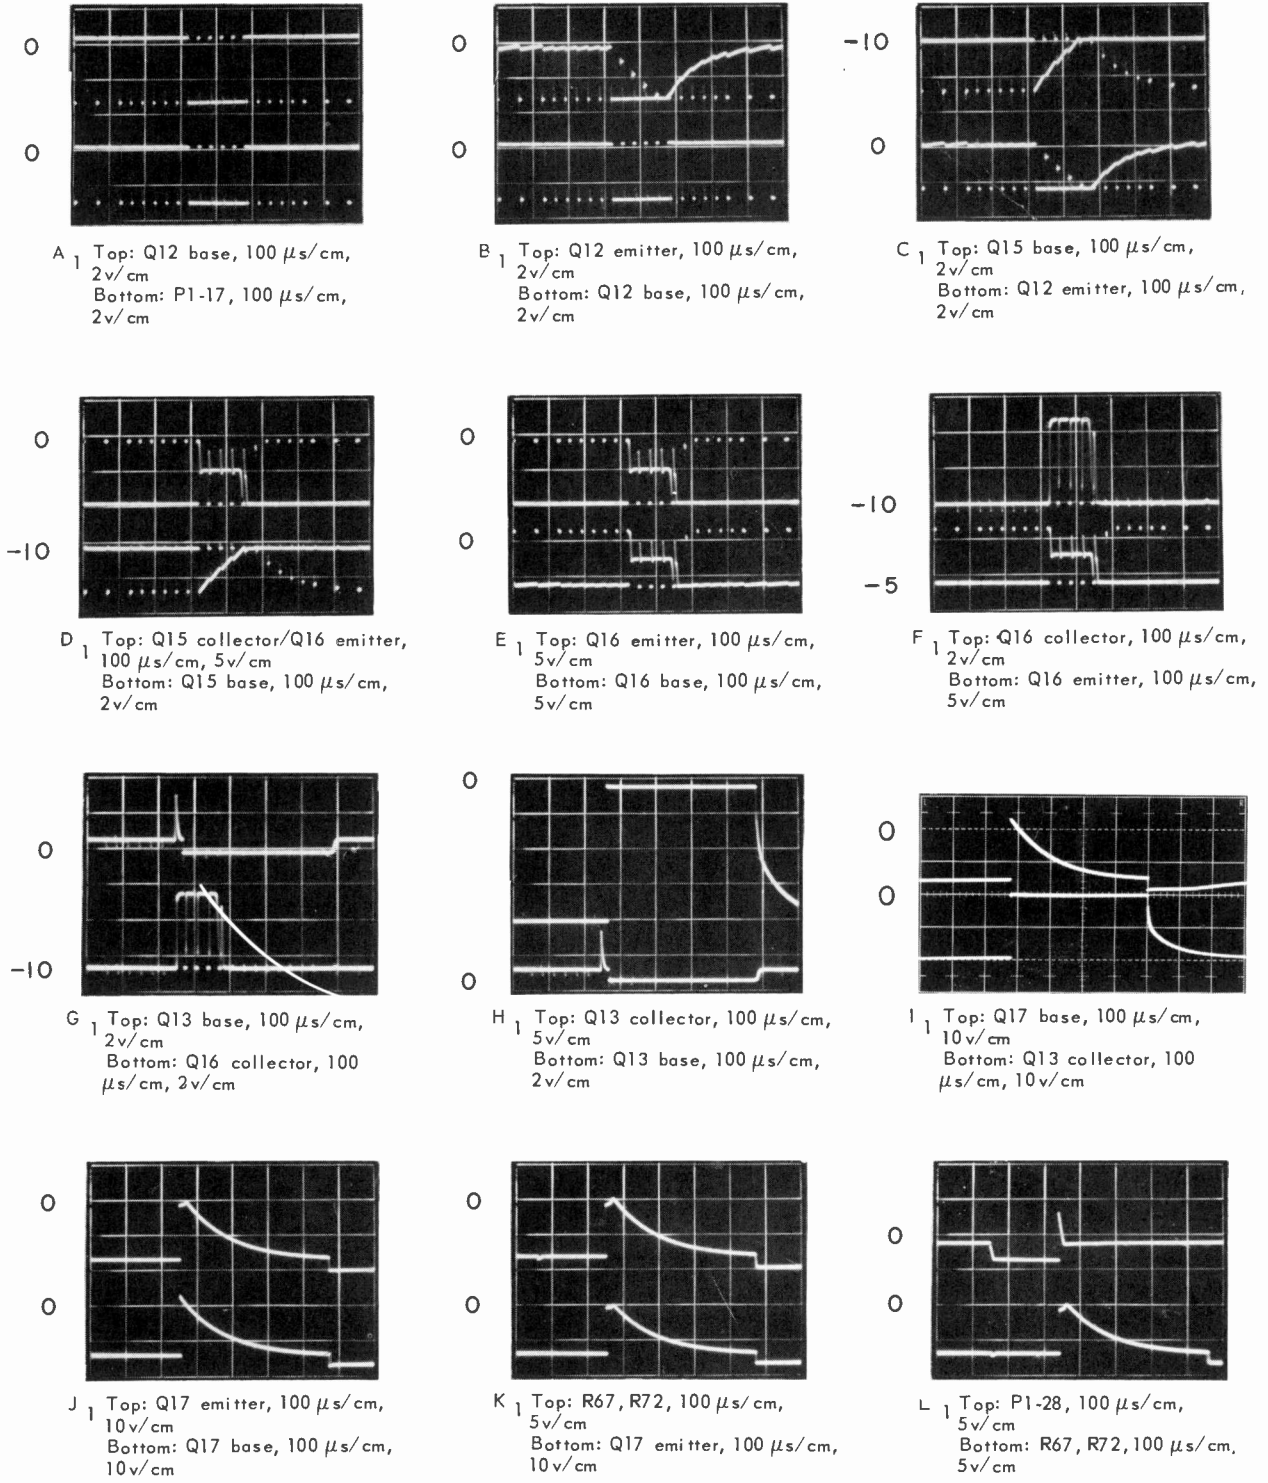 0
0
A 1 Top: Q12 base, 100 μs/cm,
2v/cm
Bottom: P1-17, 100 μs/cm,
2v/cm
0
0
B 1 Top: Q12 emitter, 100 μs/cm,
2v/cm
Bottom: Q12 base, 100 μs/cm,
2v/cm
-10
0
C 1 Top: Q15 base, 100 μs/cm,
2v/cm
Bottom: Q12 emitter, 100 μs/cm,
2v/cm
0
-10
D 1 Top: Q15 collector/Q16 emitter,
100 μs/cm, 5v/cm
Bottom: Q15 base, 100 μs/cm,
2v/cm
0
0
E 1 Top: Q16 emitter, 100 μs/cm,
5v/cm
Bottom: Q16 base, 100 μs/cm,
5v/cm
-10
-5
F 1 Top: Q16 collector, 100 μs/cm,
2v/cm
Bottom: Q16 emitter, 100 μs/cm,
5v/cm
0
-10
G 1 Top: Q13 base, 100 μs/cm,
2v/cm
Bottom: Q16 collector, 100
μs/cm, 2v/cm
0
0
H 1 Top: Q13 collector, 100 μs/cm,
5v/cm
Bottom: Q13 base, 100 μs/cm,
2v/cm
0
0
I 1 Top: Q17 base, 100 μs/cm,
10v/cm
Bottom: Q13 collector, 100
μs/cm, 10v/cm
0
0
J 1 Top: Q17 emitter, 100 μs/cm,
10v/cm
Bottom: Q17 base, 100 μs/cm,
10v/cm
0
0
K 1 Top: R67, R72, 100 μs/cm,
5v/cm
Bottom: Q17 emitter, 100 μs/cm,
10v/cm
0
0
L 1 Top: P1-28, 100 μs/cm,
5v/cm
Bottom: R67, R72, 100 μs/cm,
5v/cm